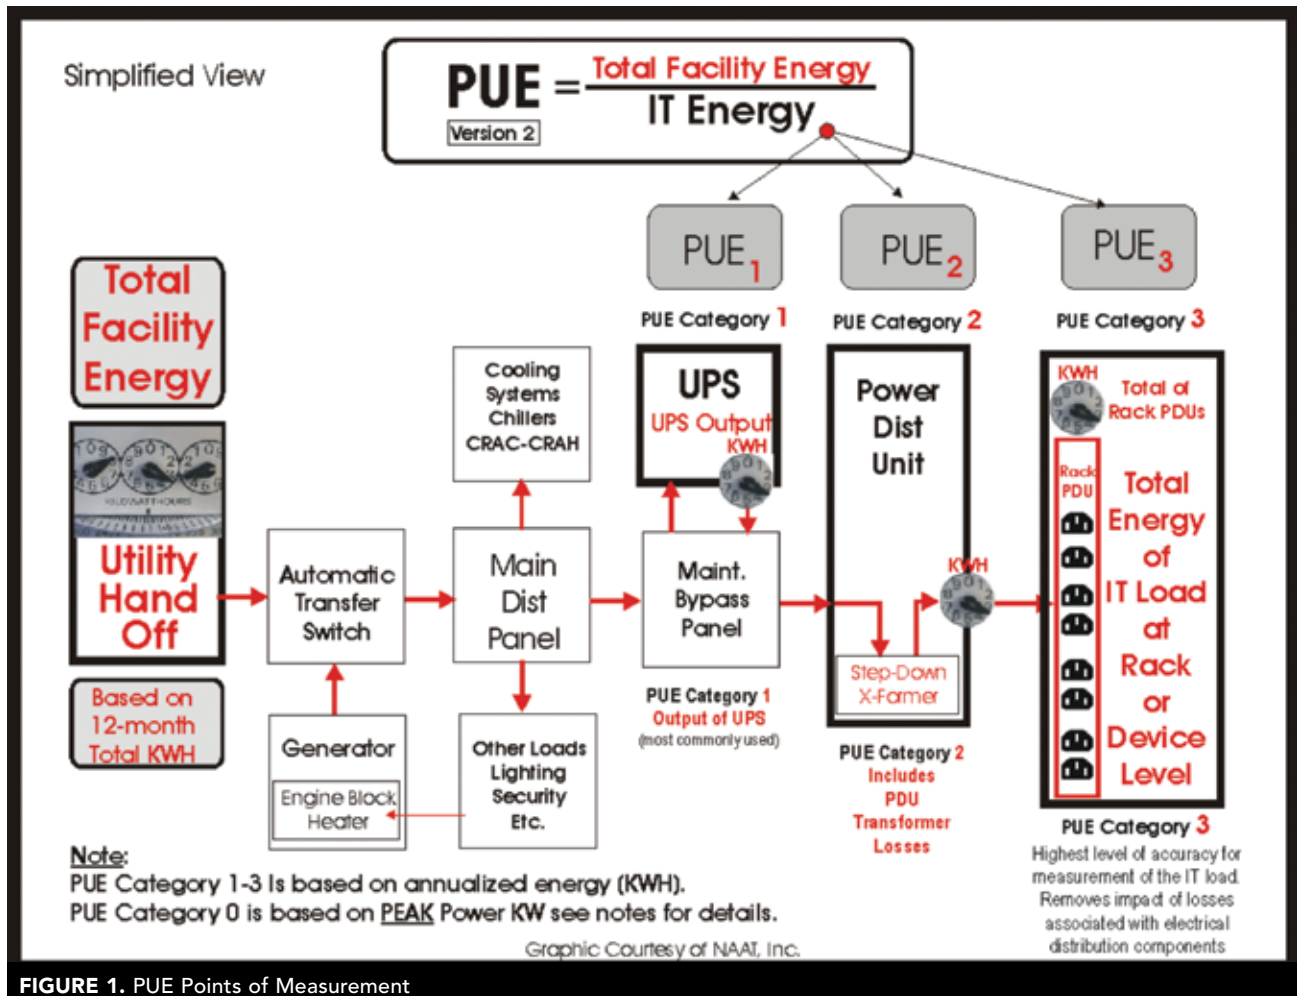 Simplified View
PUE = Total Facility Energy
IT Energy
Version 2
PUE 1
PUE 2
PUE 3
PUE Category 1
PUE Category 2
PUE Category 3
Total
Facility
Energy
KILOWATTHOURS
Utility
Hand
Off
Based on
12-month
Total KWH
Automatic
Transfer
Switch
Generator
Engine Block
Heater
Cooling
Systems
Chillers
CRAC-CRAH
Main
Dist
Panel
Other Loads
Lighting
Security
Etc.
UPS
UPS Output
KWH
Maint.
Bypass
Panel
PUE Category 1
Output of UPS
(most commonly used)
Power
Dist
Unit
KWH
Step-Down
X-Farmer
PUE Category 2
Includes
PDU
Transformer
Losses
KWH
Total of
Rack PDUs
Rack
PDU
Total
Energy
of
IT Load
at
Rack
or
Device
Level
PUE Category 3
Highest level of accuracy for
measurement of the IT load.
Removes impact of losses
associated with electrical
distribution components
Note:
PUE Category 1-3 Is based on annualized energy (KWH).
PUE Category 0 is based on PEAK Power KW see notes for details.
Graphic Courtesy of NAAT, Inc.
FIGURE 1. PUE Points of Measurement